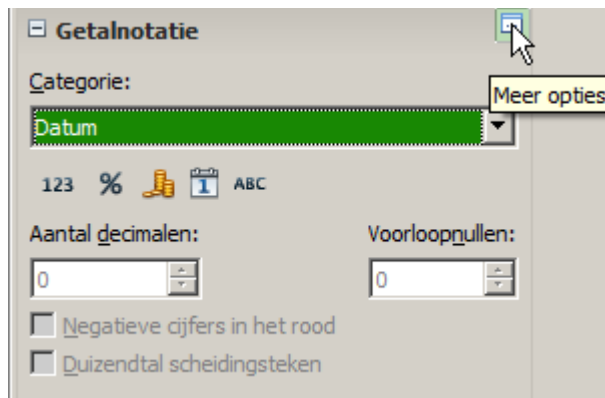 Getalnotatie
Categorie:
Meer opties
Datum
123 % 1 ABC
Aantal decimalen: Voorloopnullen:
0 0
Negatieve cijfers in het rood
Duizendtal scheidingsteken